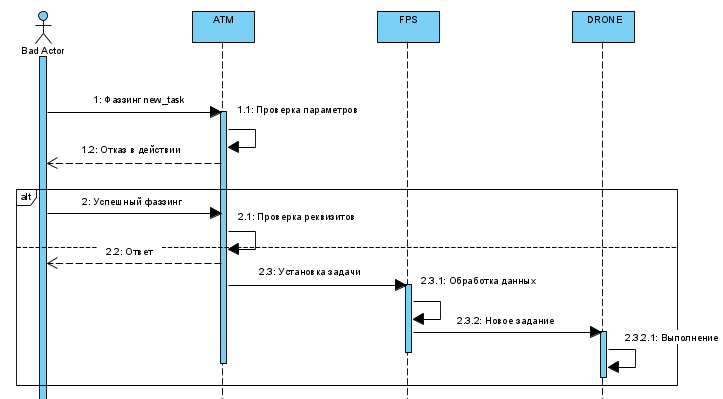 ATM
FPS
DRONE
Bad Actor
1: Фаззинг new_task
1.1: Проверка параметров
1.2: Отказ в действии
alt
2: Успешный фаззинг
2.1: Проверка реквизитов
2.2: Ответ
2.3: Установка задачи
2.3.1: Обработка данных
2.3.2: Новое задание
2.3.2.1: Выполнение